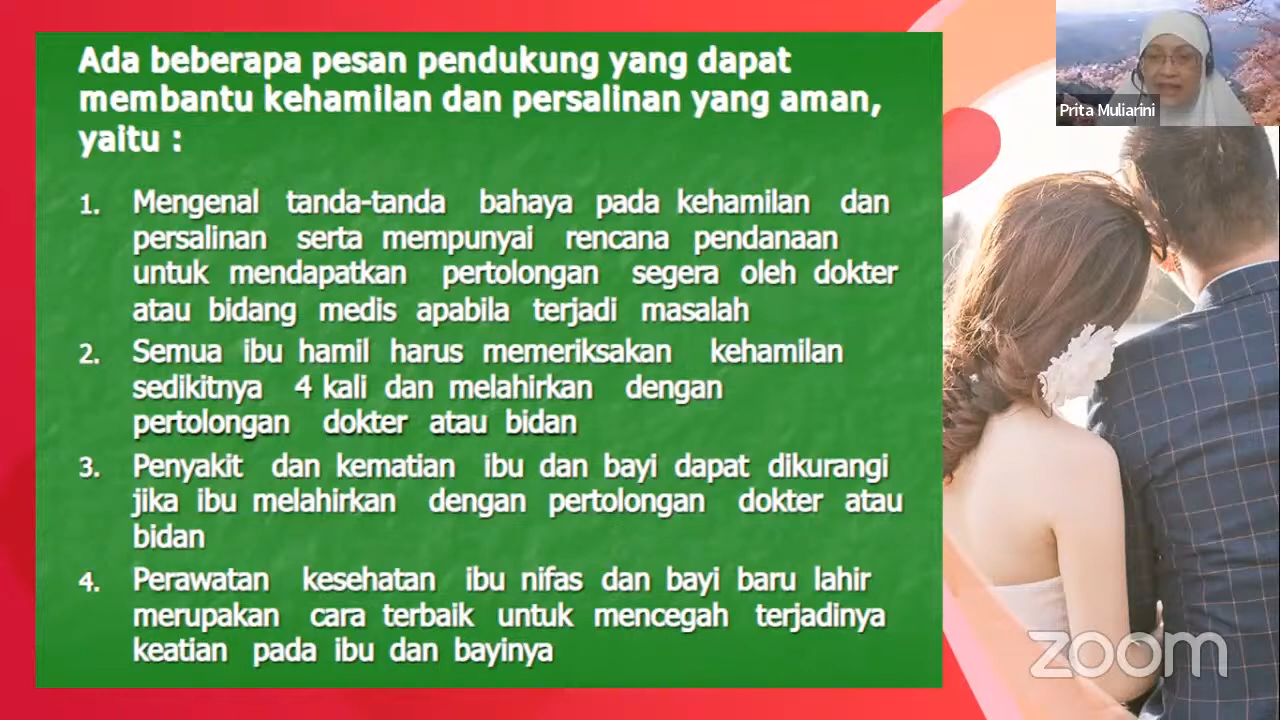 Ada beberapa pesan pendukung yang dapat
membantu kehamilan dan persalinan yang aman,
yaitu :
1. Mengenal tanda-tanda bahaya pada kehamilan dan
persalinan serta mempunyai rencana pendanaan
untuk mendapatkan pertolongan segera oleh dokter
atau bidang medis apabila terjadi masalah
2. Semua ibu hamil harus memeriksakan kehamilan
sedikitnya 4 kali dan melahirkan dengan
pertolongan dokter atau bidan
3. Penyakit dan kematian ibu dan bayi dapat dikurangi
jika ibu melahirkan dengan pertolongan dokter atau
bidan
4. Perawatan kesehatan ibu nifas dan bayi baru lahir
merupakan cara terbaik untuk mencegah terjadinya
keatian pada ibu dan bayinya
Prita Muliarini
zoom